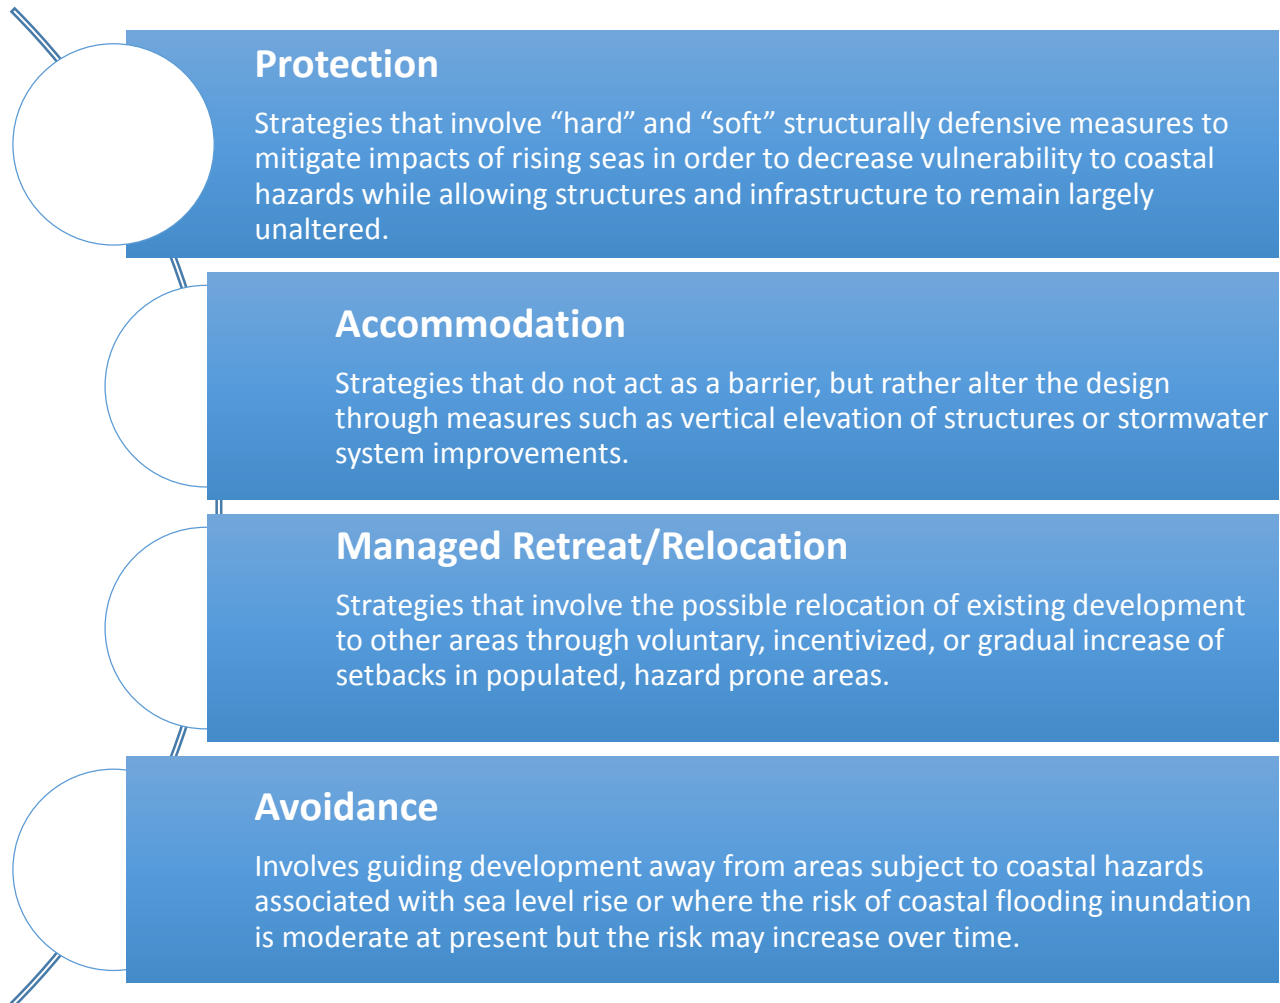 Protection
Strategies that involve “hard” and “soft” structurally defensive measures to
mitigate impacts of rising seas in order to decrease vulnerability to coastal
hazards while allowing structures and infrastructure to remain largely
unaltered.
Accommodation
Strategies that do not act as a barrier, but rather alter the design
through measures such as vertical elevation of structures or stormwater
system improvements.
Managed Retreat/Relocation
Strategies that involve the possible relocation of existing development
to other areas through voluntary, incentivized, or gradual increase of
setbacks in populated, hazard prone areas.
Avoidance
Involves guiding development away from areas subject to coastal hazards
associated with sea level rise or where the risk of coastal flooding inundation
is moderate at present but the risk may increase over time.